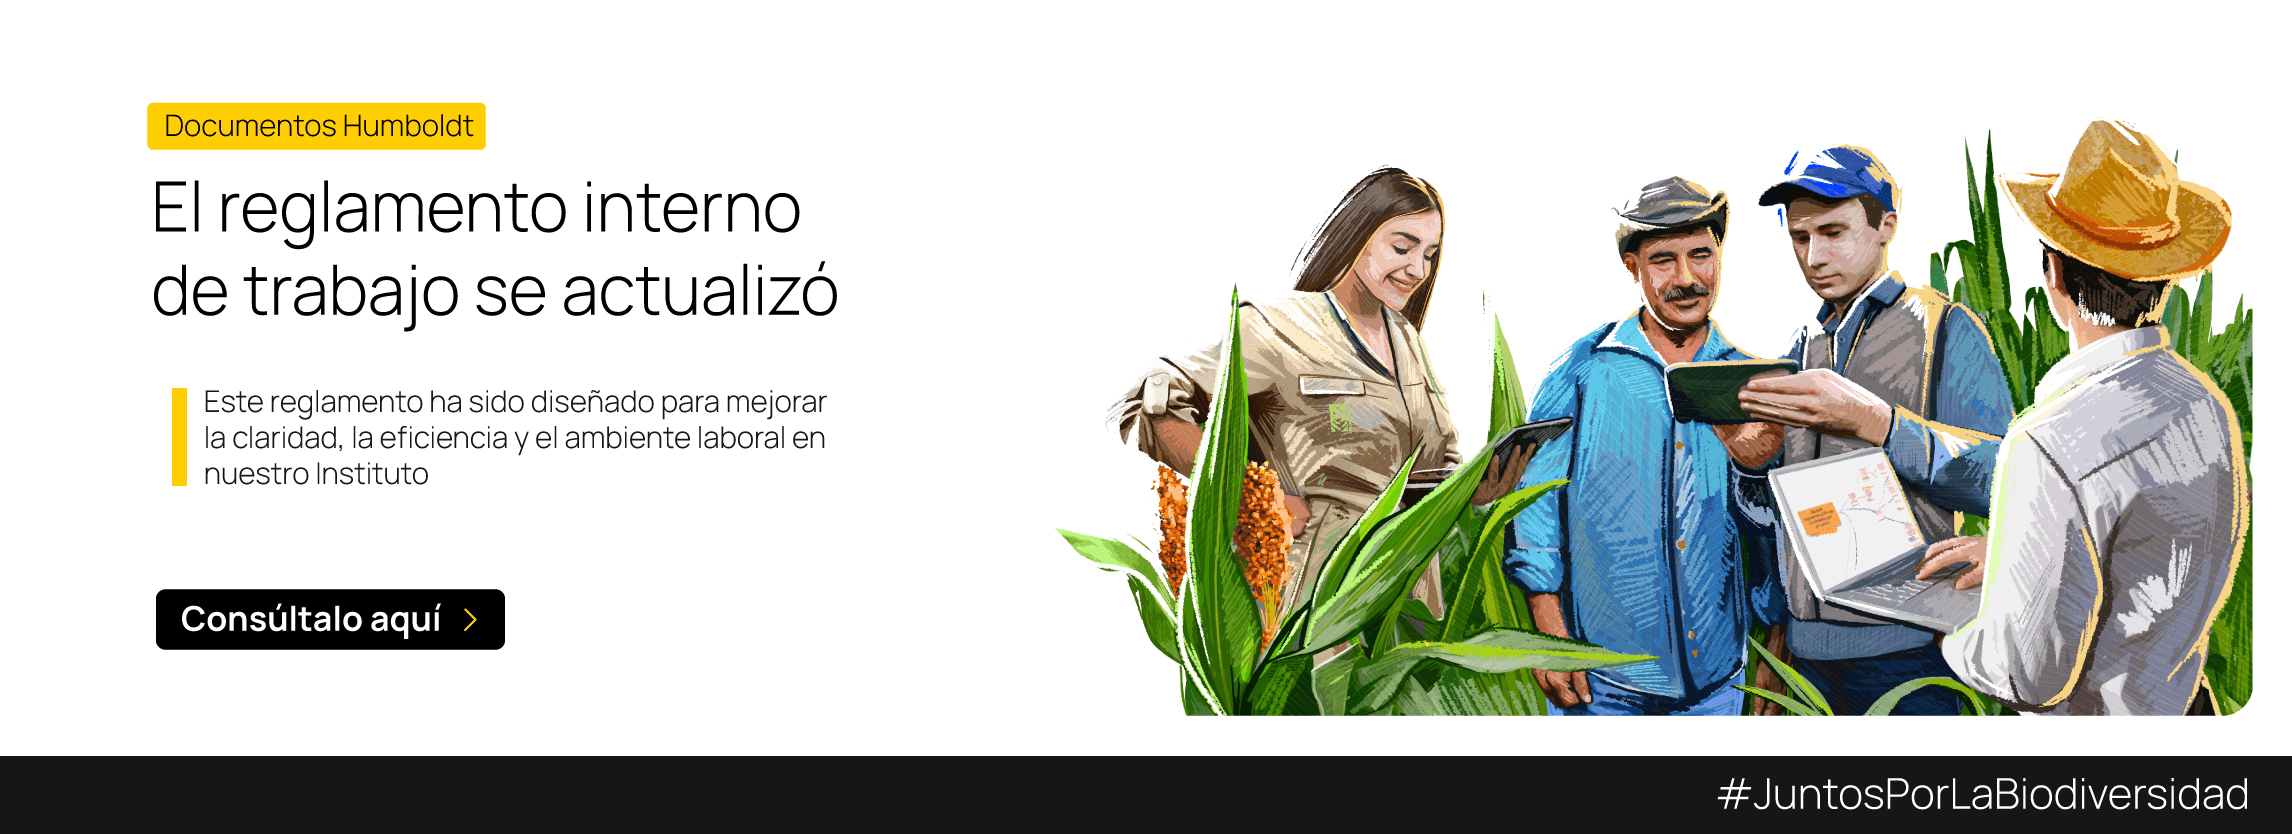 Documentos Humboldt
El reglamento interno
de trabajo se actualizó
Este reglamento ha sido diseñado para mejorar
la claridad, la eficiencia y el ambiente laboral en
nuestro Instituto
Consúltalo aquí
#JuntosPorLaBiodiversidad